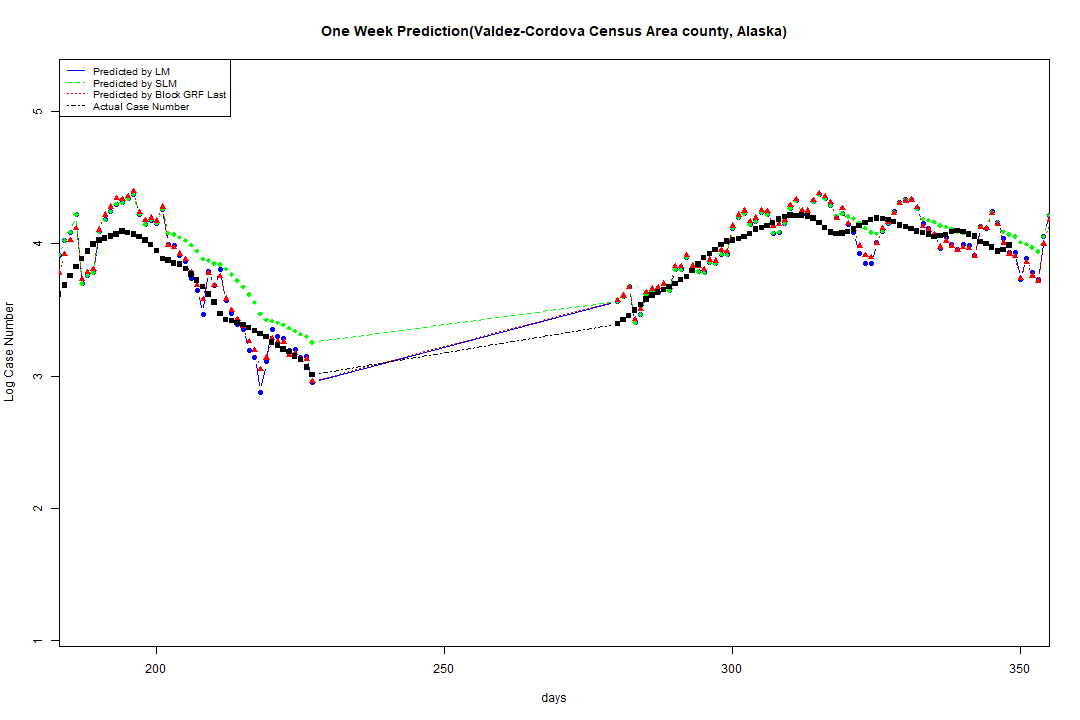 One Week Prediction(Valdez-Cordova Census Area county, Alaska)
Predicted by LM
Predicted by SLM
Predicted by Block GRF Last
Actual Case Number
5
4
3
2
1
Log Case Number
200
250
300
350
days